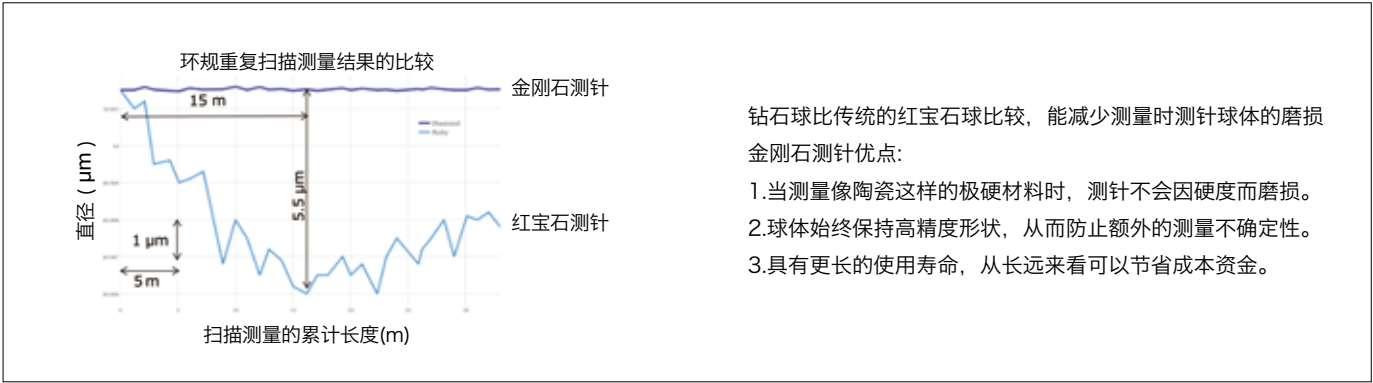 环规重复扫描测量结果的比较
金刚石测针
15 m
直径 ( μm )
5.5 μm
红宝石测针
1 μm
5 m
扫描测量的累计长度(m)
钻石球比传统的红宝石球比较，能减少测量时测针球体的磨损
金刚石测针优点:
1.当测量像陶瓷这样的极硬材料时，测针不会因硬度而磨损。
2.球体始终保持高精度形状，从而防止额外的测量不确定性。
3.具有更长的使用寿命，从长远来看可以节省成本资金。